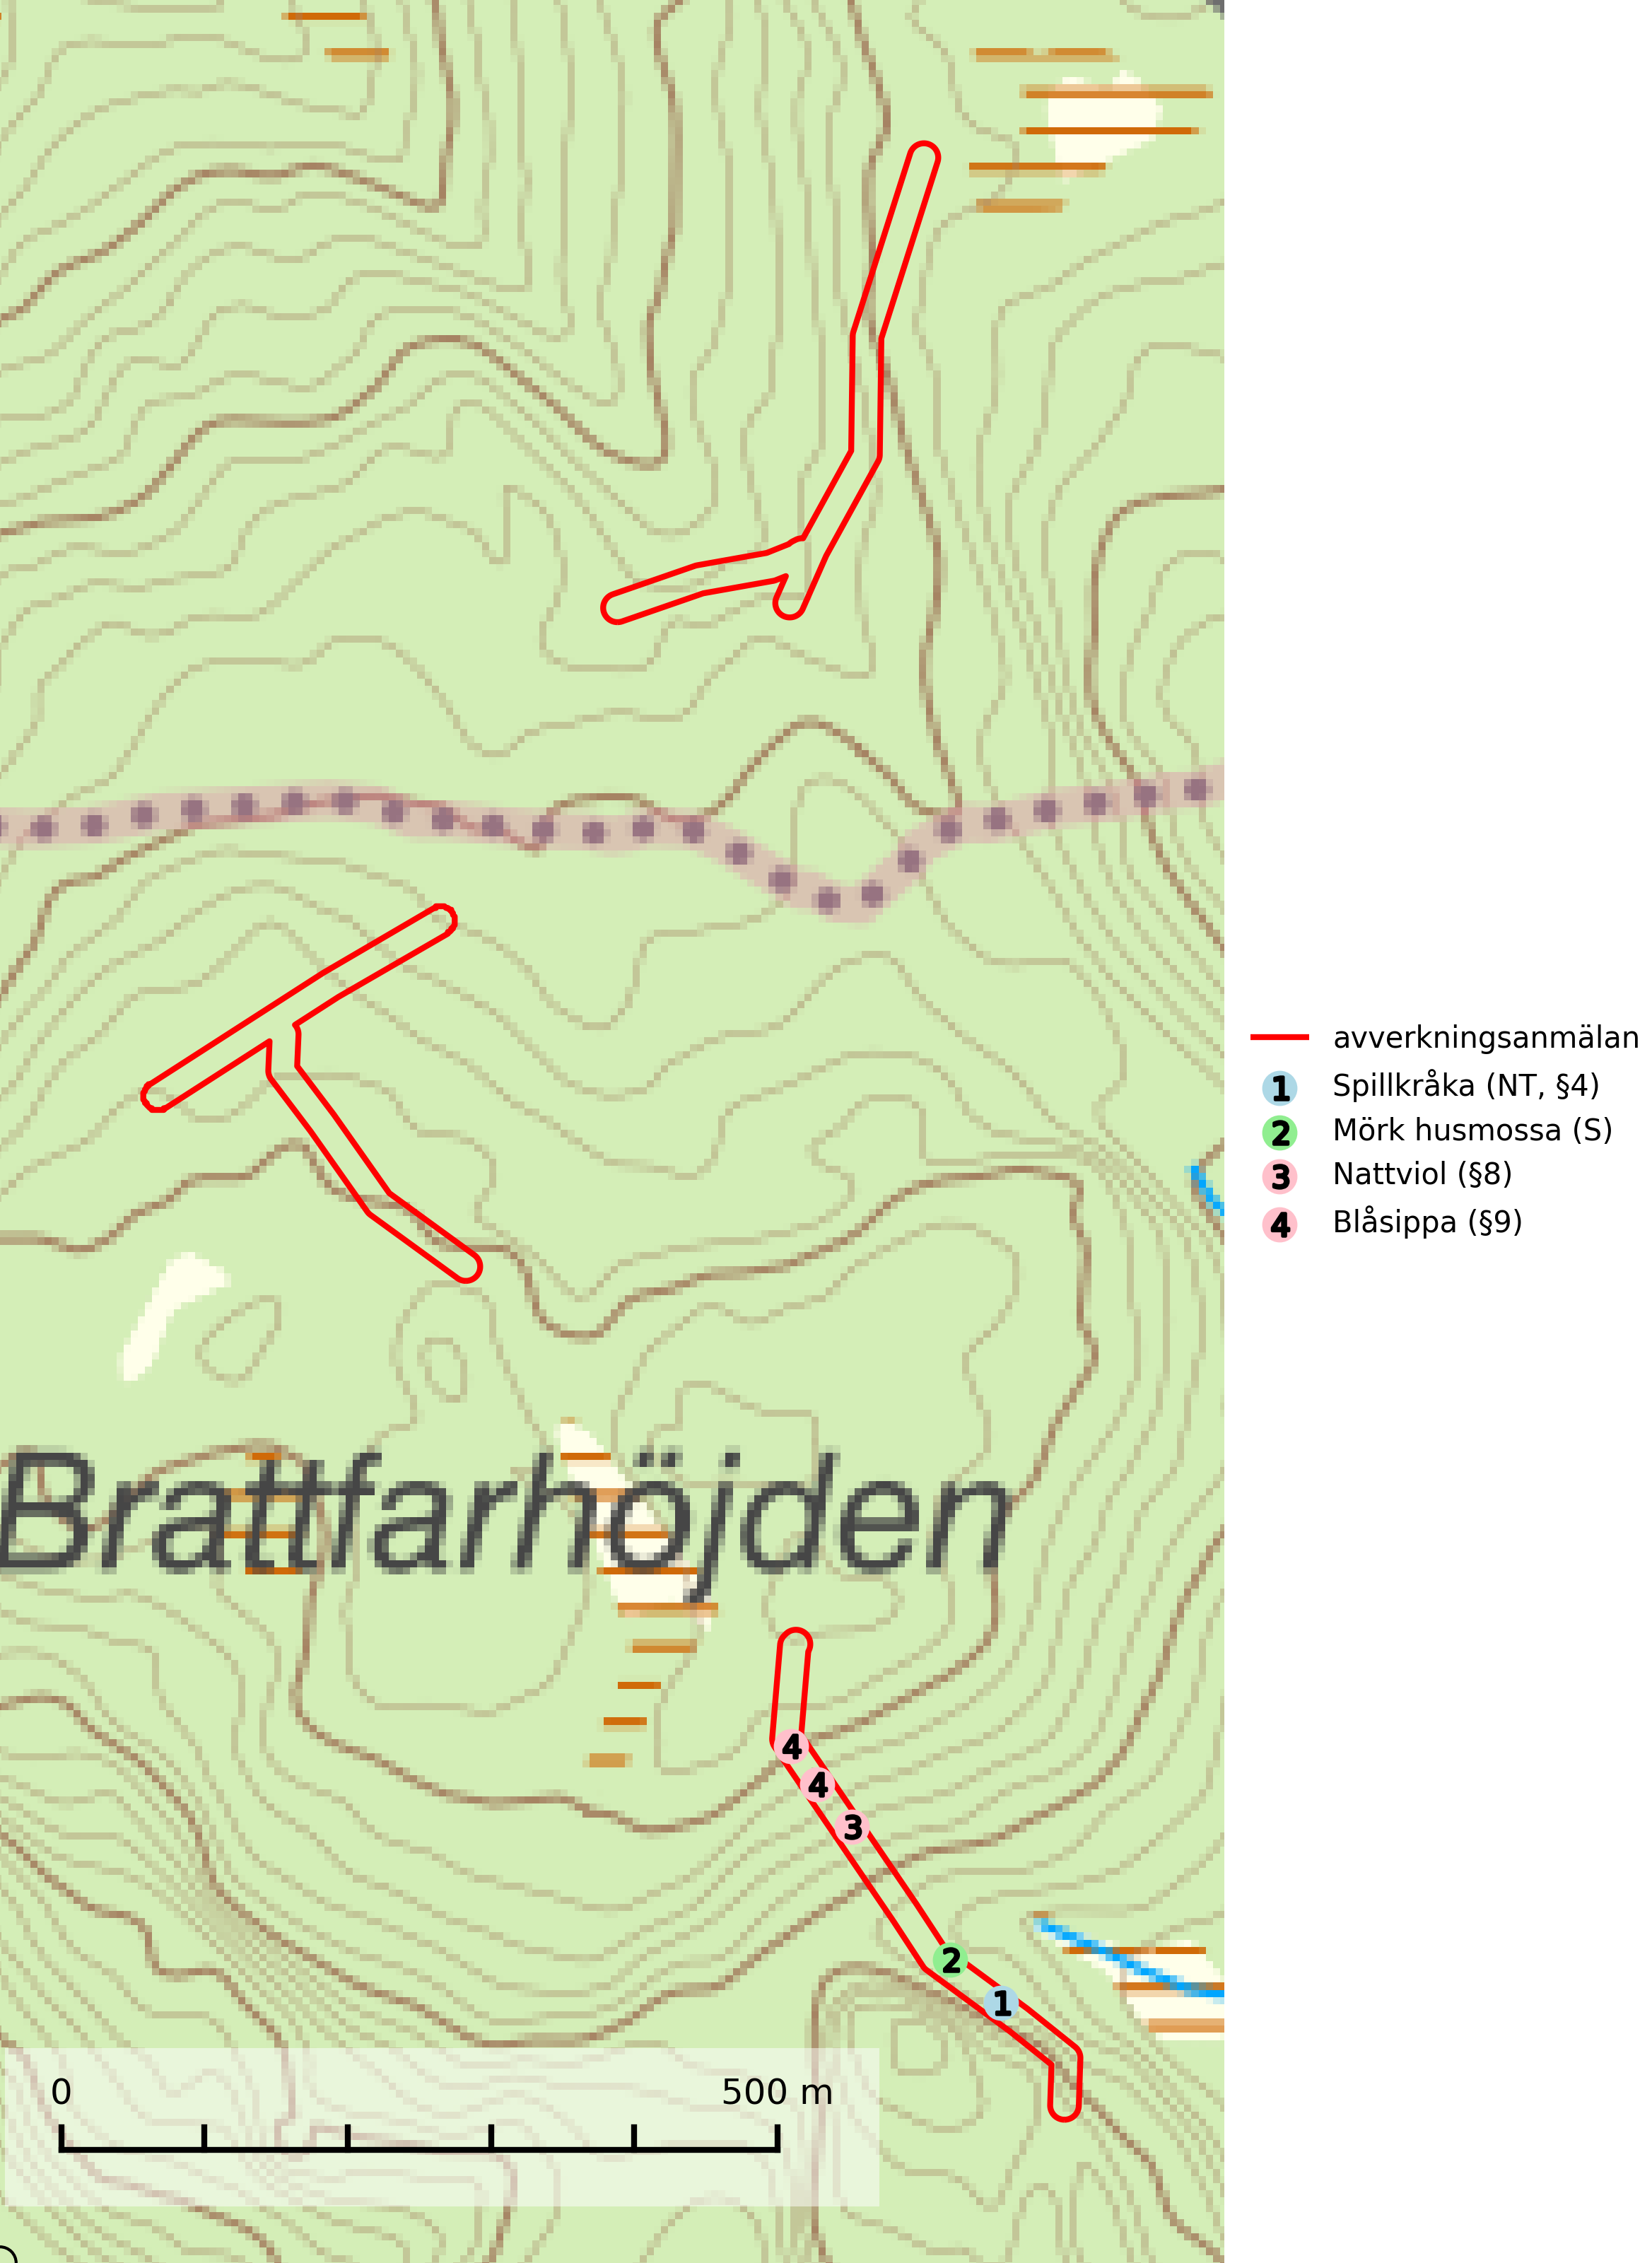 avverkningsanmälan
1 Spillkråka (NT, §4)
2 Mörk husmossa (S)
3 Nattviol (§8)
4 Blåsippa (§9)
Brattfarhöjden
4
4
3
2
1
0 500 m